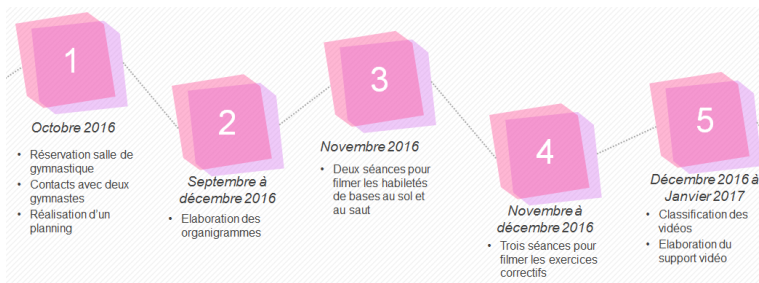 1
Octobre 2016
• Réservation salle de
gymnastique
• Contacts avec deux
gymnastes
• Réalisation d'un
planning
2
Septembre à
décembre 2016
• Elaboration des
organigrammes
3
Novembre 2016
• Deux séances pour
filmer les habiletés
de bases au sol et
au saut
4
Novembre à
décembre 2016
• Trois séances pour
filmer les exercices
correctifs
5
Décembre 2016 à
Janvier 2017
• Classification des
vidéos
• Elaboration du
support vidéo